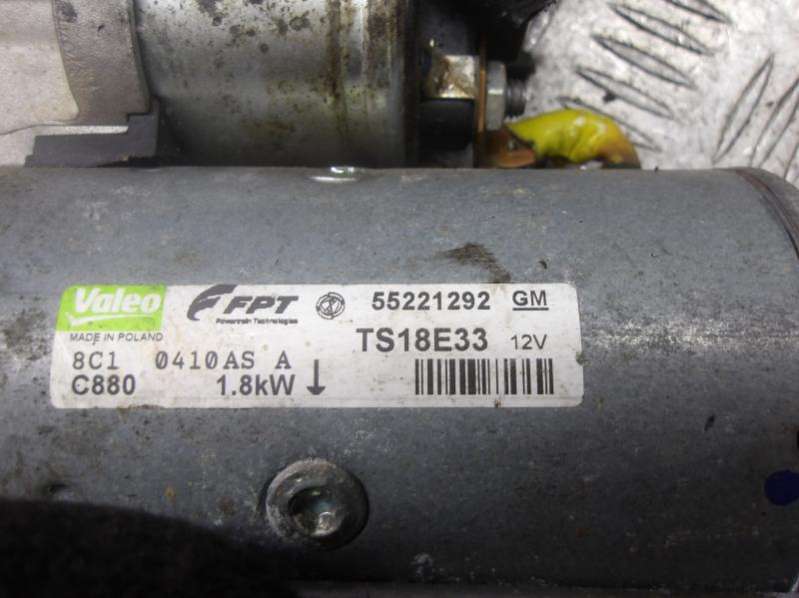 Valeo
MADE IN POLAND
FPT
Powertrain Technologies
55221292 GM
TS18E33 12V
8C1 0410AS A
C880 1.8kW